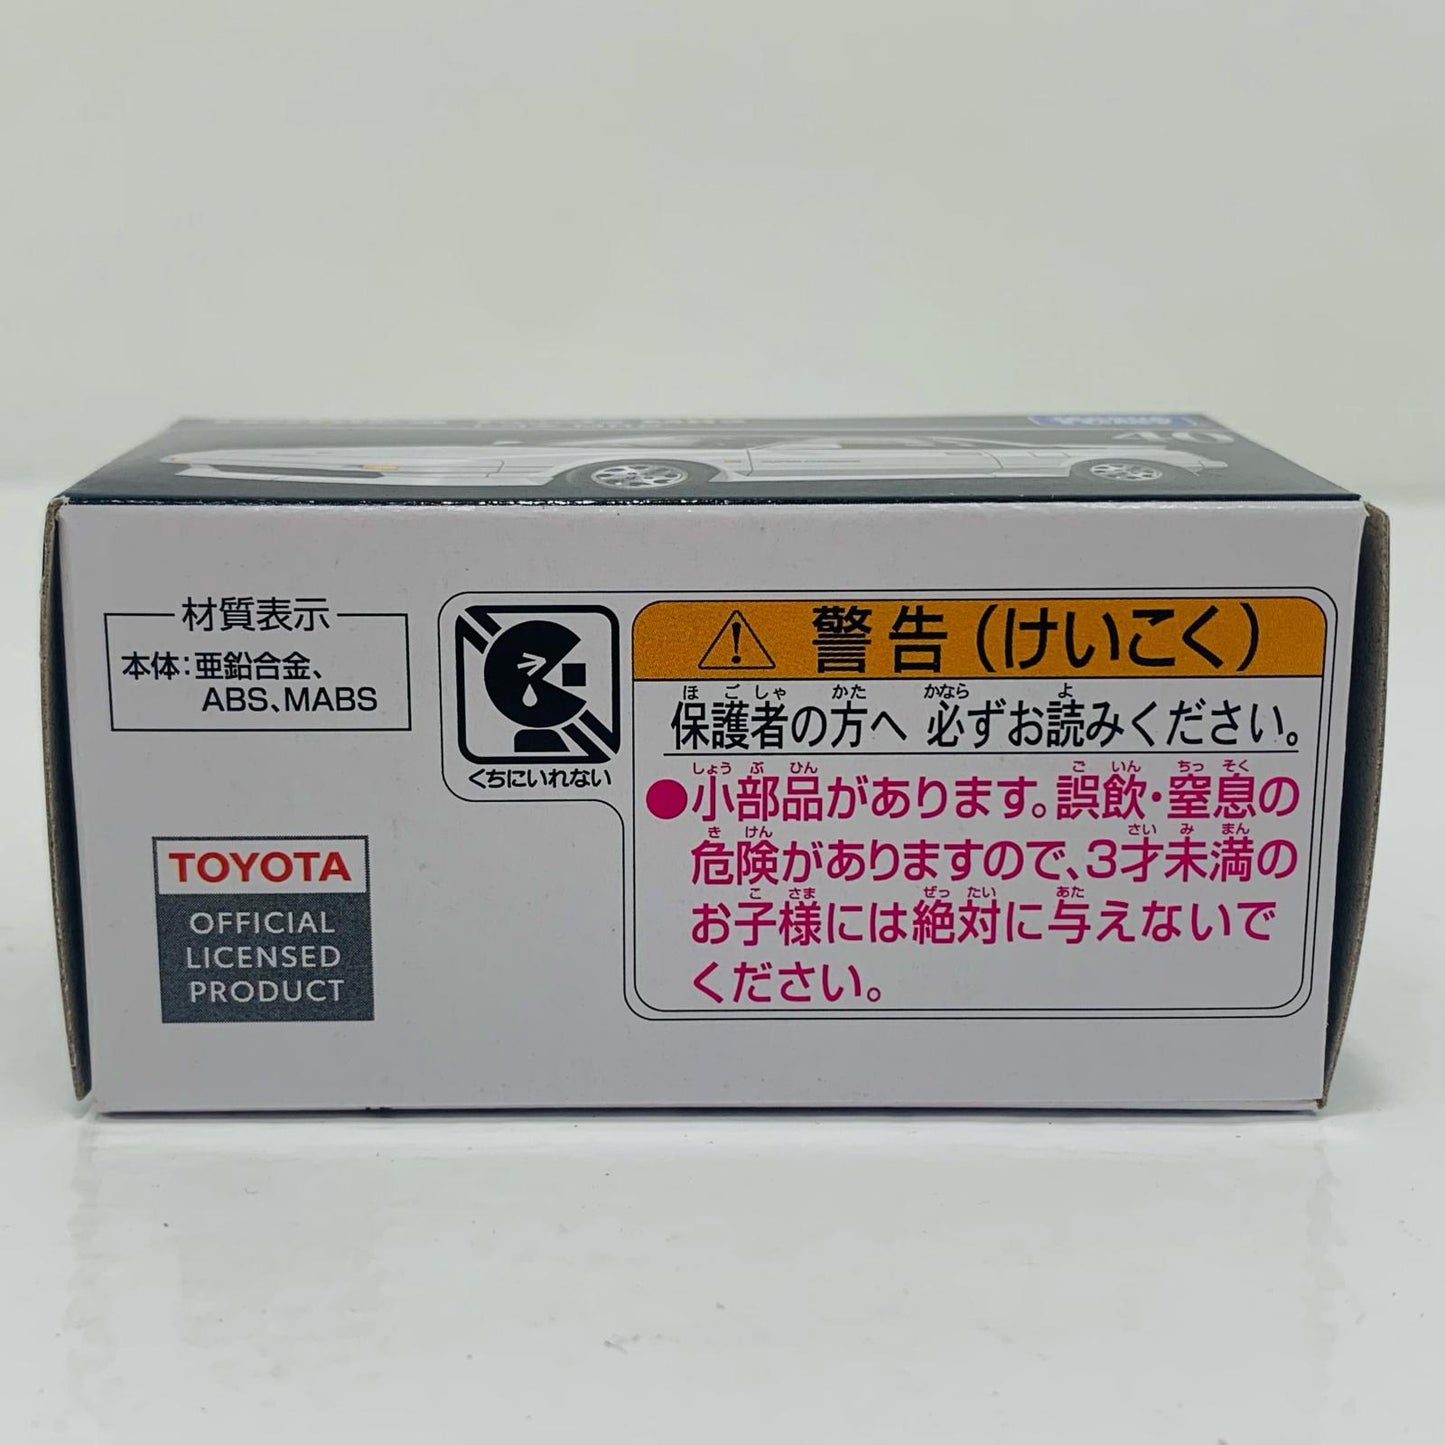 40
材質表示
本体:亜鉛合金、
ABS、MABS
くちにいれない
警告(けいこく)
ほ ご しゃ かた かなら よ
保護者の方へ 必ずお読みください。
しょう ぶ ひん ご いん ちっ そく
●小部品があります。誤飲・窒息の
き けん さい み まん
危険がありますので、3才未満の
こ さま ぜっ たい あた
お子様には絶対に与えないで
ください。
TOYOTA
OFFICIAL
LICENSED
PRODUCT